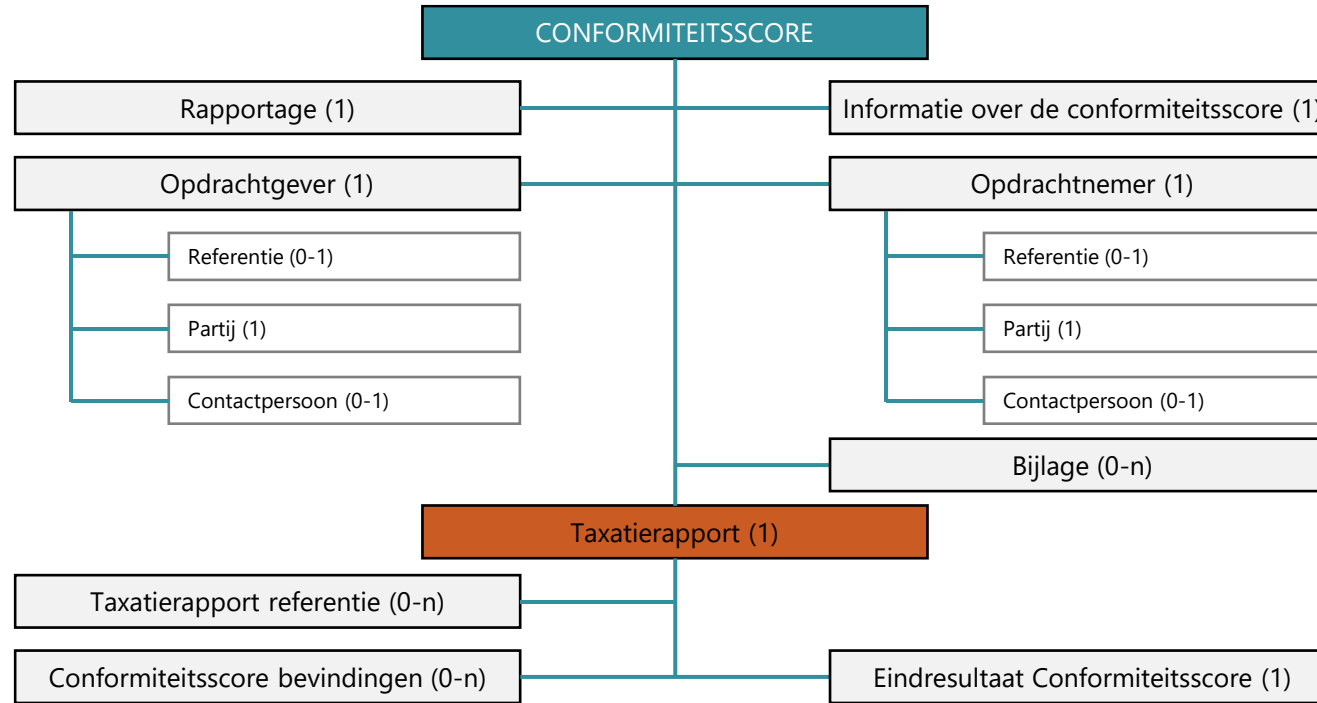 CONFORMITEITSSCORE
Rapportage (1)
Informatie over de conformiteitsscore (1)
Opdrachtgever (1)
Opdrachtnemer (1)
Referentie (0-1)
Referentie (0-1)
Partij (1)
Partij (1)
Contactpersoon (0-1)
Contactpersoon (0-1)
Bijlage (0-n)
Taxatierapport (1)
Taxatierapport referentie (0-n)
Conformiteitsscore bevindingen (0-n)
Eindresultaat Conformiteitsscore (1)